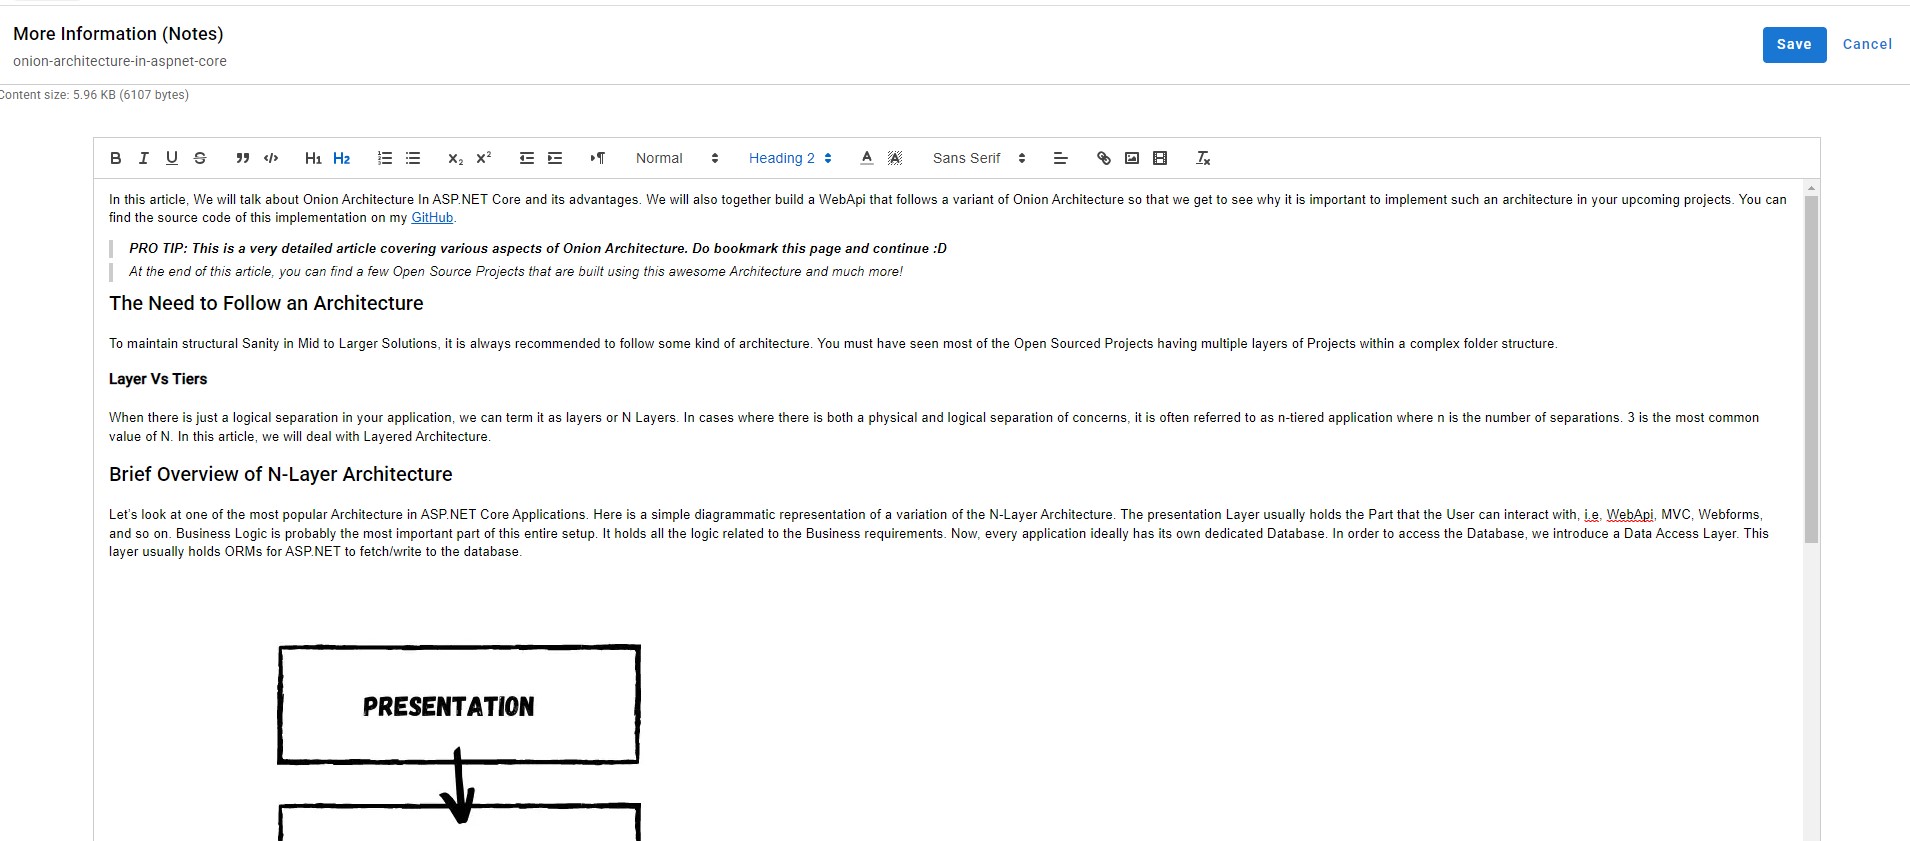 More Information (Notes)
onion-architecture-in-aspnet-core
Save Cancel
Content size: 5.96 KB (6107 bytes)
B I U S H1 H2 X2 X2 Normal Heading 2 A A Sans Serif Tx
In this article, We will talk about Onion Architecture In ASP.NET Core and its advantages. We will also together build a WebApi that follows a variant of Onion Architecture so that we get to see why it is important to implement such an architecture in your upcoming projects. You can
find the source code of this implementation on my GitHub.
PRO TIP: This is a very detailed article covering various aspects of Onion Architecture. Do bookmark this page and continue :D
At the end of this article, you can find a few Open Source Projects that are built using this awesome Architecture and much more!
The Need to Follow an Architecture
To maintain structural Sanity in Mid to Larger Solutions, it is always recommended to follow some kind of architecture. You must have seen most of the Open Sourced Projects having multiple layers of Projects within a complex folder structure.
Layer Vs Tiers
When there is just a logical separation in your application, we can term it as layers or N Layers. In cases where there is both a physical and logical separation of concerns, it is often referred to as n-tiered application where n is the number of separations. 3 is the most common
value of N. In this article, we will deal with Layered Architecture.
Brief Overview of N-Layer Architecture
Let's look at one of the most popular Architecture in ASP.NET Core Applications. Here is a simple diagrammatic representation of a variation of the N-Layer Architecture. The presentation Layer usually holds the Part that the User can interact with, i.e, WebApi, MVC, Webforms,
and so on. Business Logic is probably the most important part of this entire setup. It holds all the logic related to the Business requirements. Now, every application ideally has its own dedicated Database. In order to access the Database, we introduce a Data Access Layer. This
layer usually holds ORMs for ASP.NET to fetch/write to the database.
PRESENTATION